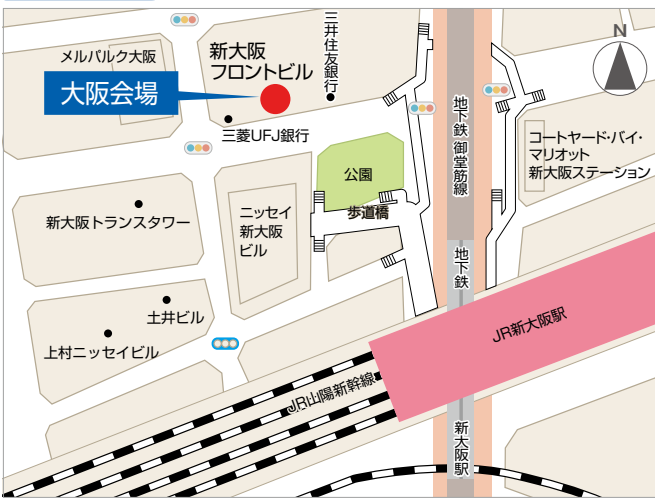 三井住友銀行
N
メルパルク大阪
新大阪
フロントビル
大阪会場
三菱UFJ銀行
地下鉄 御堂筋線
コートヤード・バイ・
マリオット
新大阪ステーション
公園
歩道橋
新大阪トランスタワー
ニッセイ
新大阪
ビル
地下鉄
土井ビル
上村ニッセイビル
JR新大阪駅
JR山陽新幹線
新大阪駅